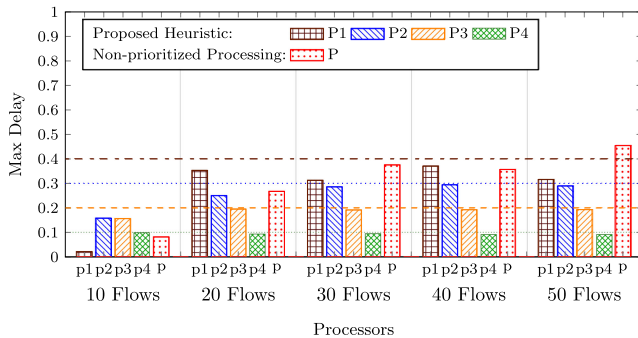 1
0.9
0.8
0.7
0.6
0.5
0.4
0.3
0.2
0.1
0
Max Delay
Proposed Heuristic: P1 P2 P3 P4
Non-prioritized Processing: P
p1 p2 p3 p4 p p1 p2 p3 p4 p p1 p2 p3 p4 p p1 p2 p3 p4 p p1 p2 p3 p4 p
10 Flows 20 Flows 30 Flows 40 Flows 50 Flows
Processors